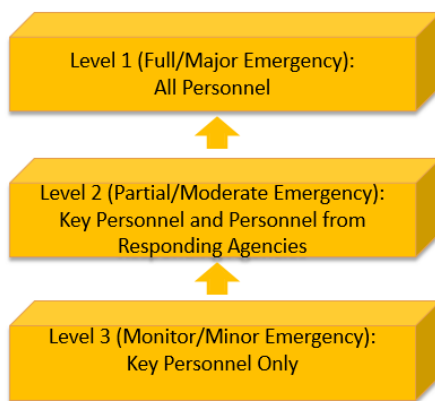 Level 1 (Full/Major Emergency):
All Personnel
Level 2 (Partial/Moderate Emergency):
Key Personnel and Personnel from
Responding Agencies
Level 3 (Monitor/Minor Emergency):
Key Personnel Only